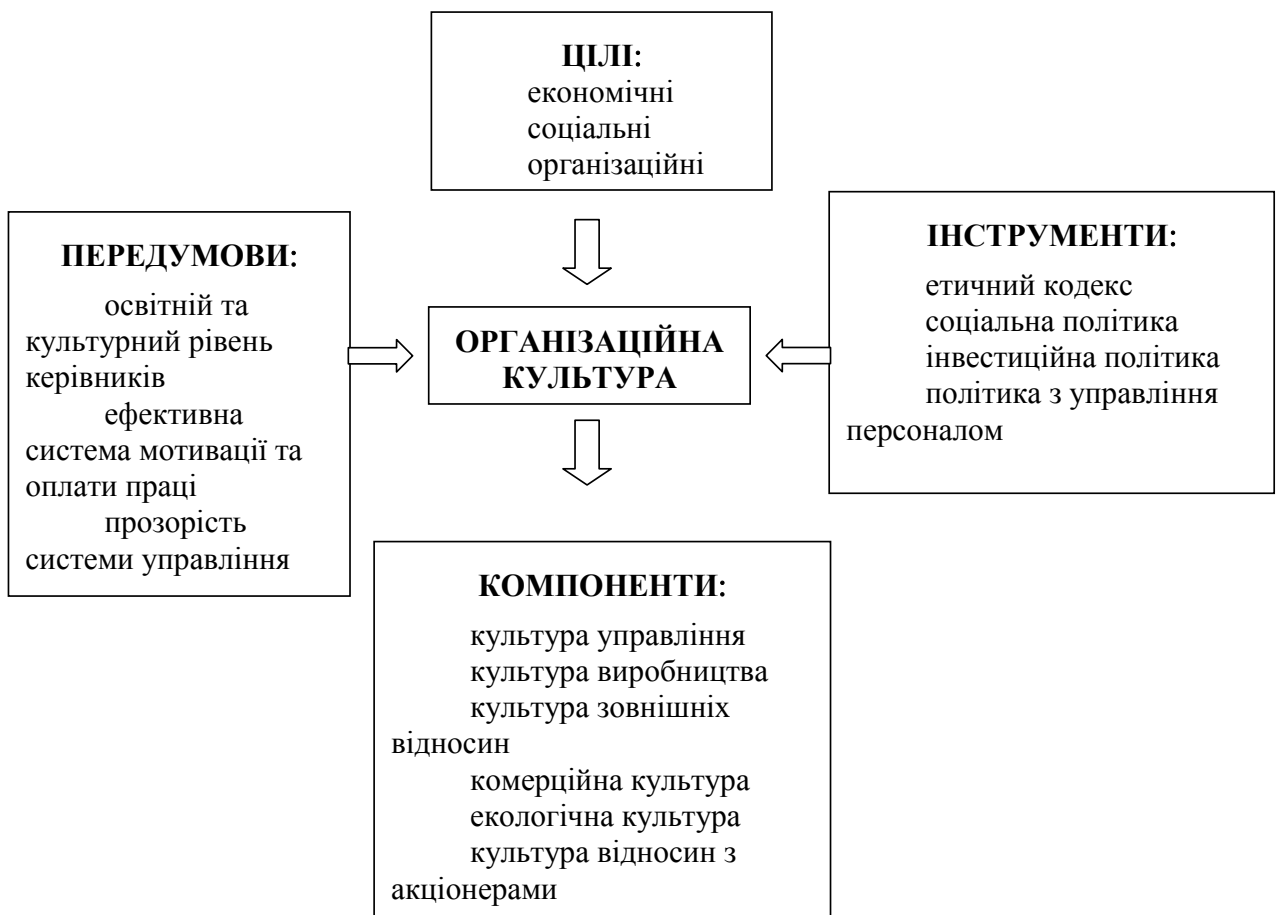 ЦІЛІ:
економічні
соціальні
організаційні
ПЕРЕДУМОВИ:
освітній та
культурний рівень
керівників
ефективна
система мотивації та
оплати праці
прозорість
системи управління
ОРГАНІЗАЦІЙНА
КУЛЬТУРА
ІНСТРУМЕНТИ:
етичний кодекс
соціальна політика
інвестиційна політика
політика з управління
персоналом
КОМПОНЕНТИ:
культура управління
культура виробництва
культура зовнішніх
відносин
комерційна культура
екологічна культура
культура відносин з
акціонерами